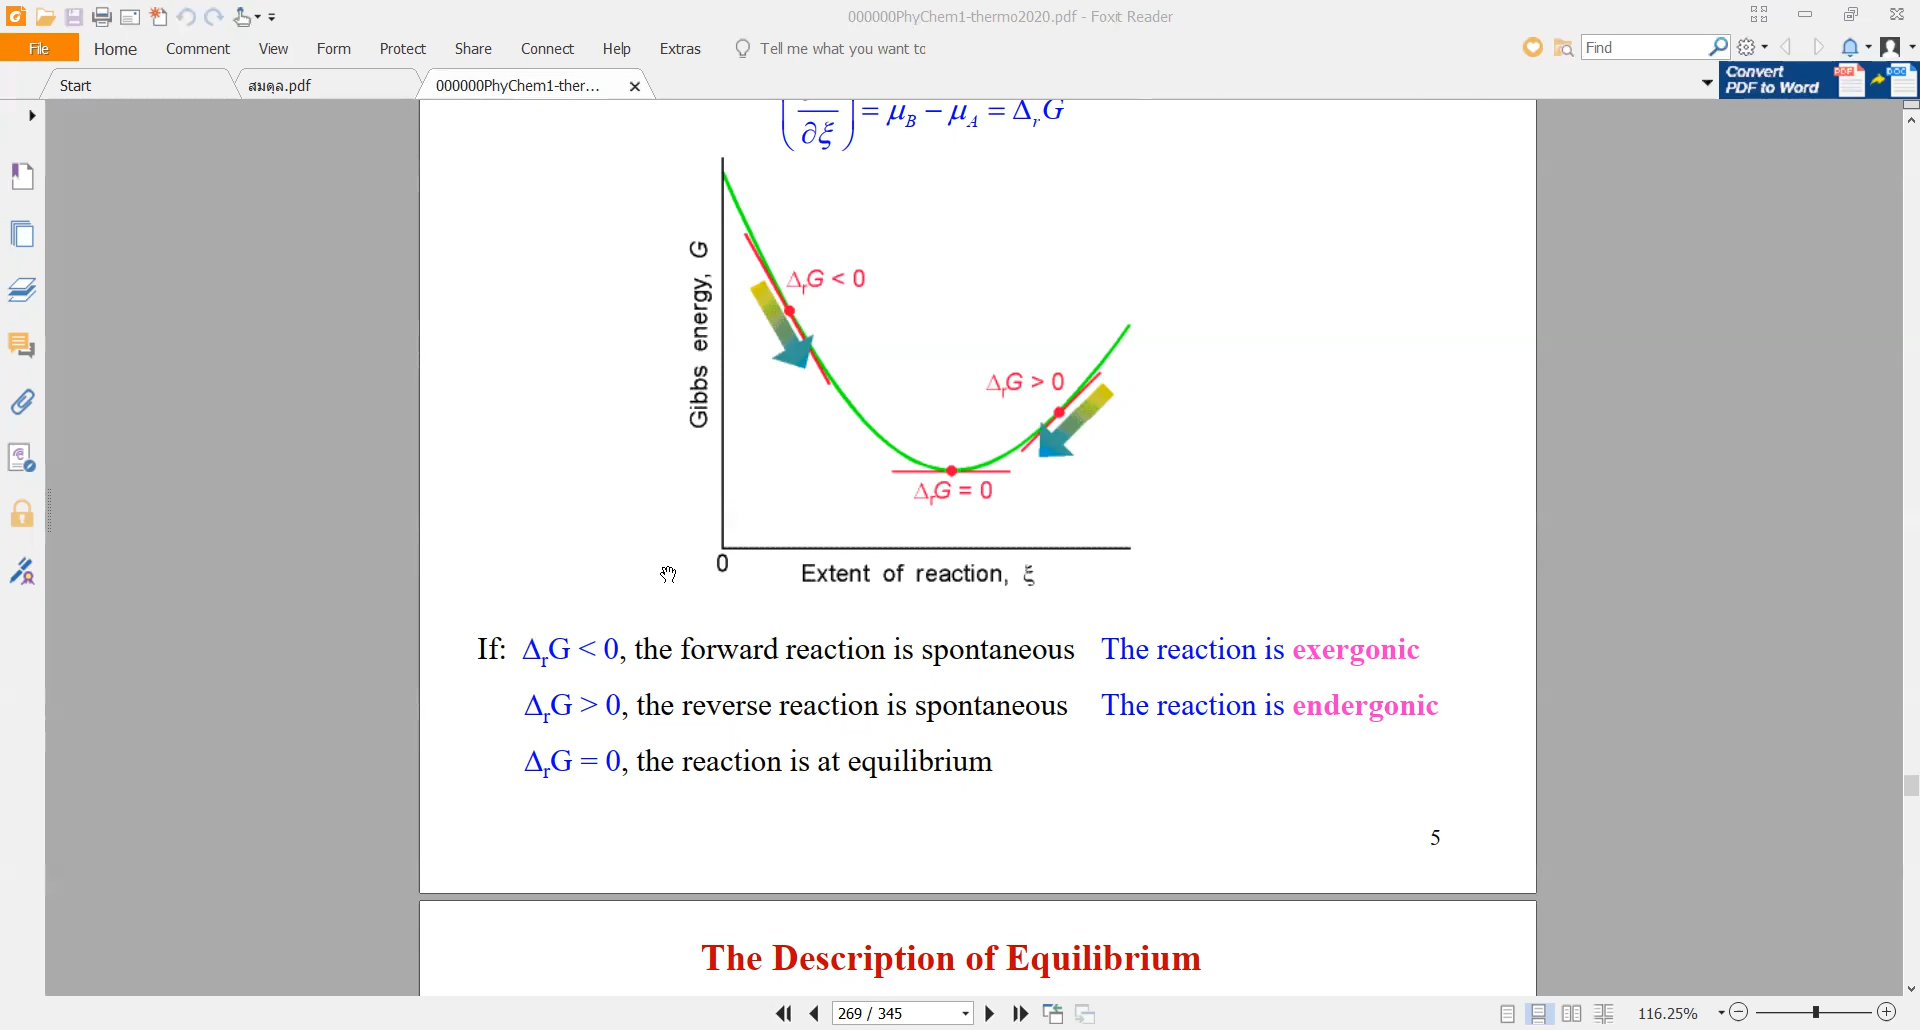 000000PhyChem1-thermo2020.pdf - Foxit Reader
File Home Comment View Form Protect Share Connect Help Extras Tell me what you want to Find
Start สมดุล.pdf 000000PhyChem1-ther...
Convert
PDF to Word
PDF DOC
∂ξ = μB − μA = ΔrG
Gibbs energy, G
ΔrG < 0
ΔrG > 0
ΔrG = 0
0
Extent of reaction, ξ
If: ΔrG < 0, the forward reaction is spontaneous The reaction is exergonic
ΔrG > 0, the reverse reaction is spontaneous The reaction is endergonic
ΔrG = 0, the reaction is at equilibrium
5
The Description of Equilibrium
269 / 345 116.25%